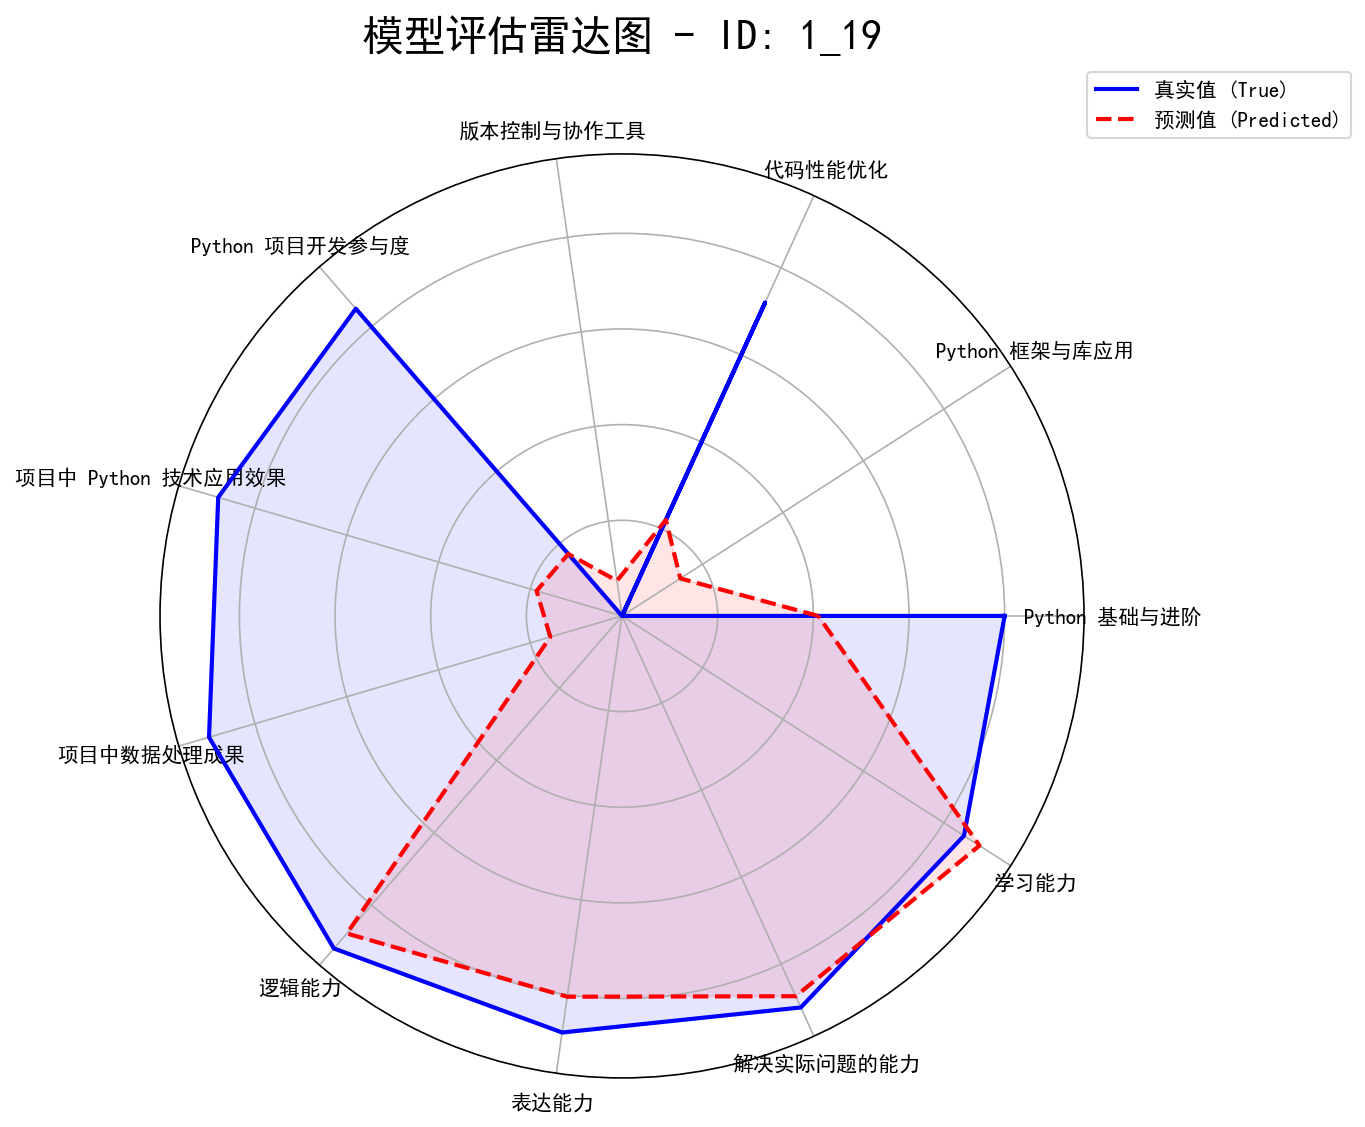 模型评估雷达图 - ID: 1_19
真实值 (True)
预测值 (Predicted)
版本控制与协作工具
代码性能优化
Python 项目开发参与度
Python 框架与库应用
项目中 Python 技术应用效果
Python 基础与进阶
项目中数据处理成果
学习能力
逻辑能力
解决实际问题的能力
表达能力